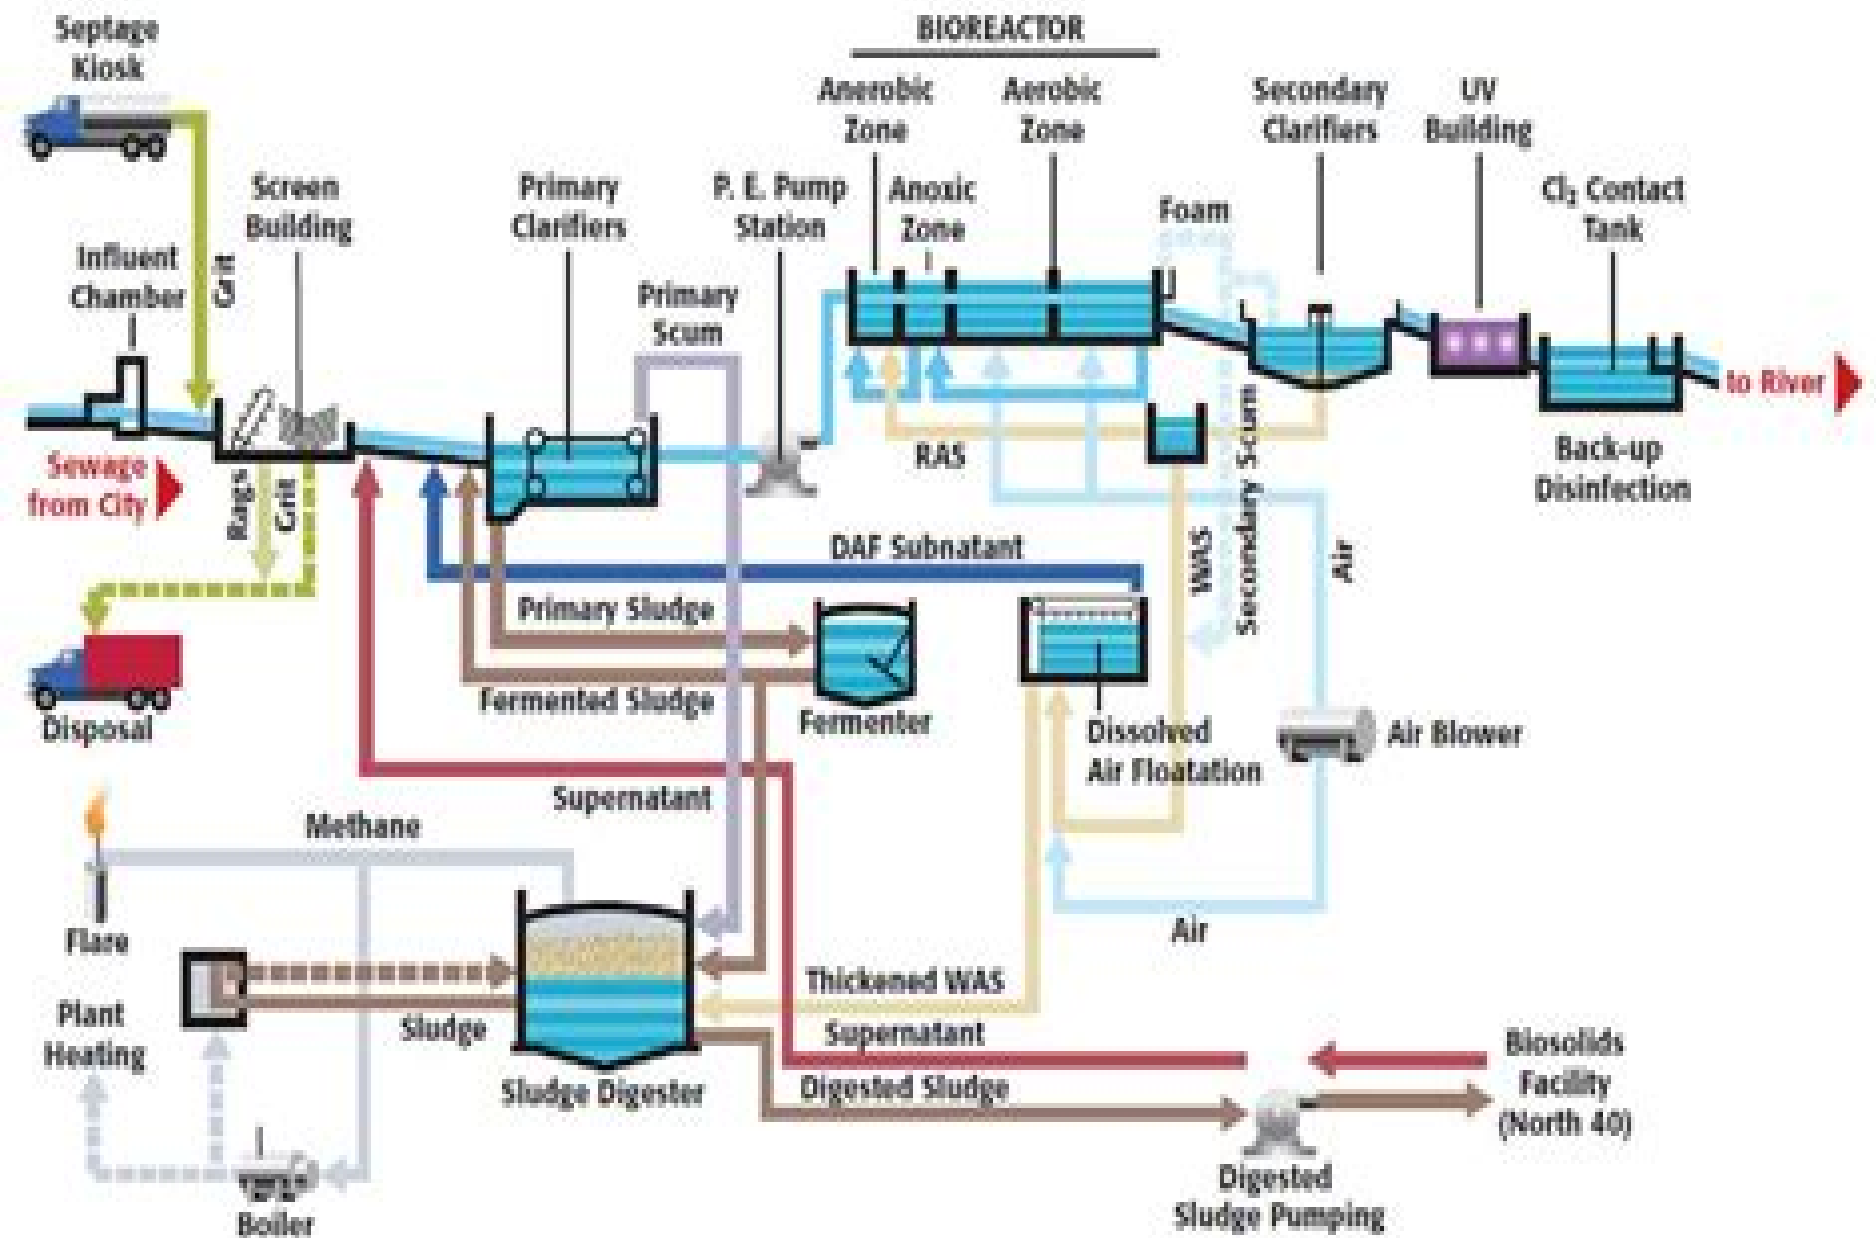 Septage
Kiosk
BIOREACTOR
Anerobic
Zone
Aerobic
Zone
Secondary
Clarifiers
UV
Building
Screen
Building
Primary
Clarifiers
P. E. Pump
Station
Anoxic
Zone
Foam
Cl₂ Contact
Tank
Influent
Chamber
Grit
Primary
Scum
to River
Sewage
from City
Rags
Grit
RAS
Back-up
Disinfection
DAF Subnatant
WAS
Secondary Scum
Air
Primary Sludge
Fermented Sludge
Fermenter
Disposal
Dissolved
Air Floatation
Air Blower
Supernatant
Methane
Flare
Air
Thickened WAS
Plant
Heating
Sludge
Supernatant
Biosolids
Facility
(North 40)
Sludge Digester
Digested Sludge
Digested
Sludge Pumping
Boiler